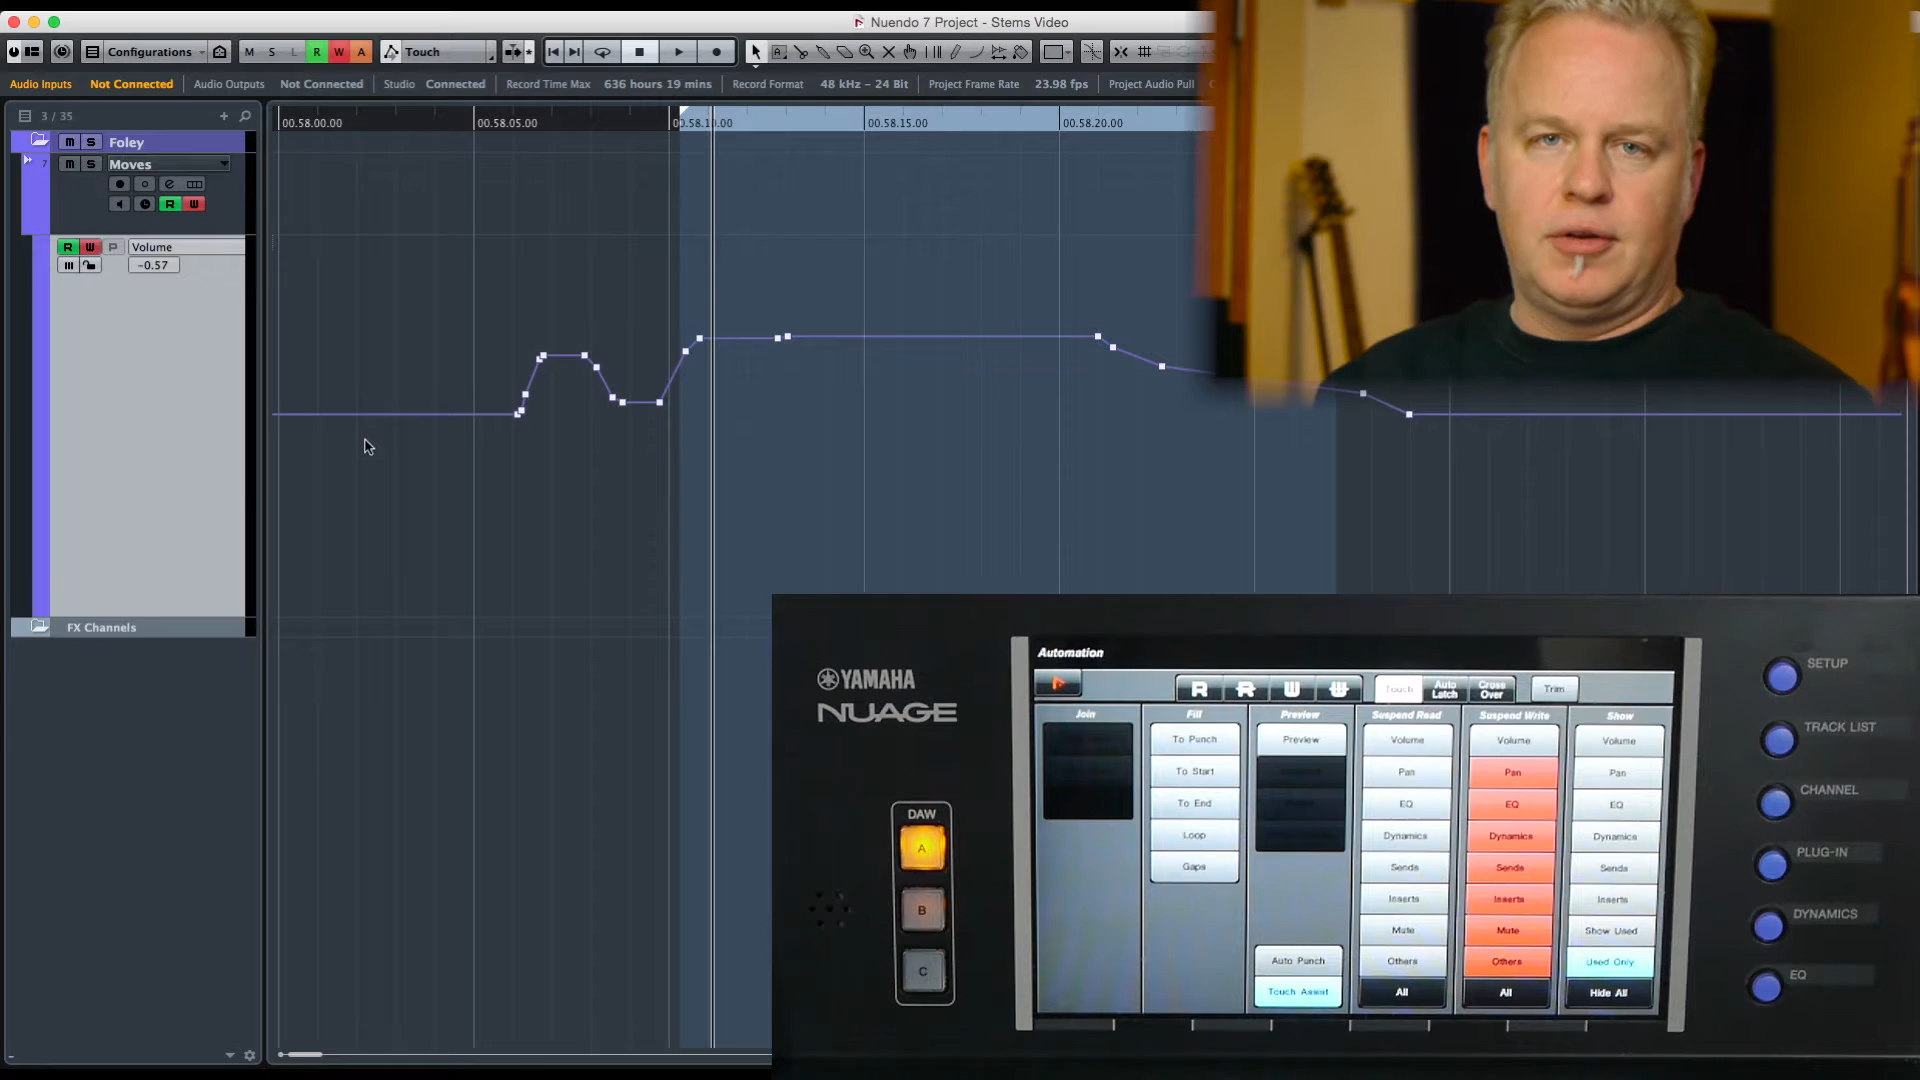 Nuendo 7 Project - Stems Video
Configurations M S L R W A Touch
Audio Inputs Not Connected Audio Outputs Not Connected Studio Connected Record Time Max 636 hours 19 mins Record Format 48 kHz - 24 Bit Project Frame Rate 23.98 fps Project Audio Pull
3 / 35
00.58.00.00 00.58.05.00 00.58.10.00 00.58.15.00 00.58.20.00
m S Foley
7 m S Moves
e
R W
R W P Volume
-0.57
FX Channels
YAMAHA
NUAGE
DAW
A
B
C
Automation
R R W W Touch Auto Latch Cross Over Trim
Join Fill Preview Suspend Read Suspend Write Show
To Punch Preview Volume Volume Volume
To Start Pan Pan Pan
To End EQ EQ EQ
Loop Dynamics Dynamics Dynamics
Gaps Sends Sends Sends
Inserts Inserts Inserts
Mute Mute Show Used
Auto Punch Others Others Used Only
Touch Assist All All Hide All
SETUP
TRACK LIST
CHANNEL
PLUG-IN
DYNAMICS
EQ